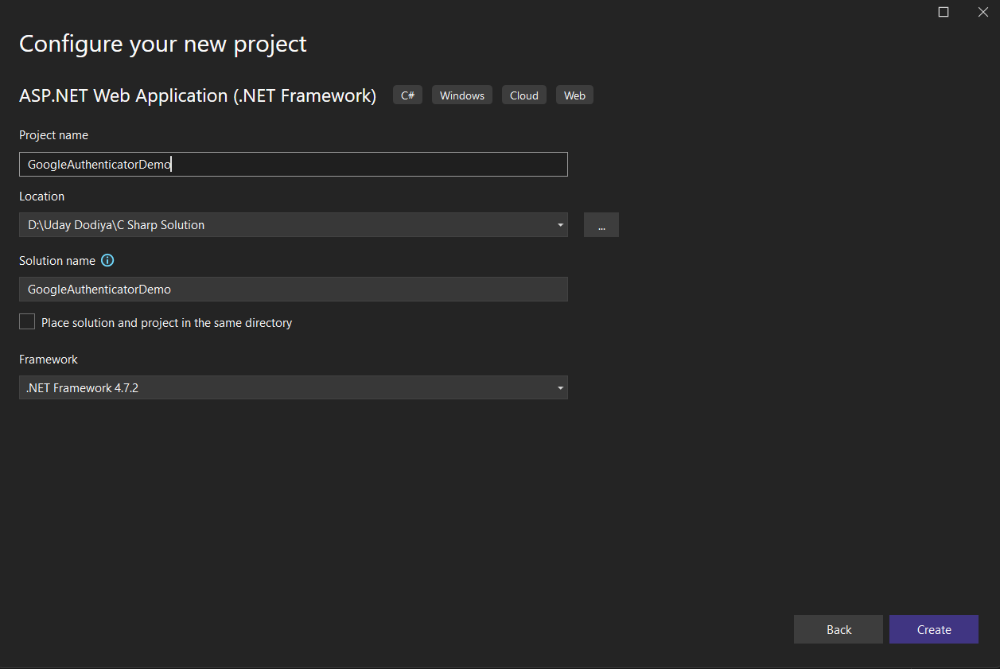 Configure your new project
ASP.NET Web Application (.NET Framework) C# Windows Cloud Web
Project name
GoogleAuthenticatorDemo
Location
D:\Uday Dodiya\C Sharp Solution
...
Solution name
GoogleAuthenticatorDemo
Place solution and project in the same directory
Framework
.NET Framework 4.7.2
Back Create